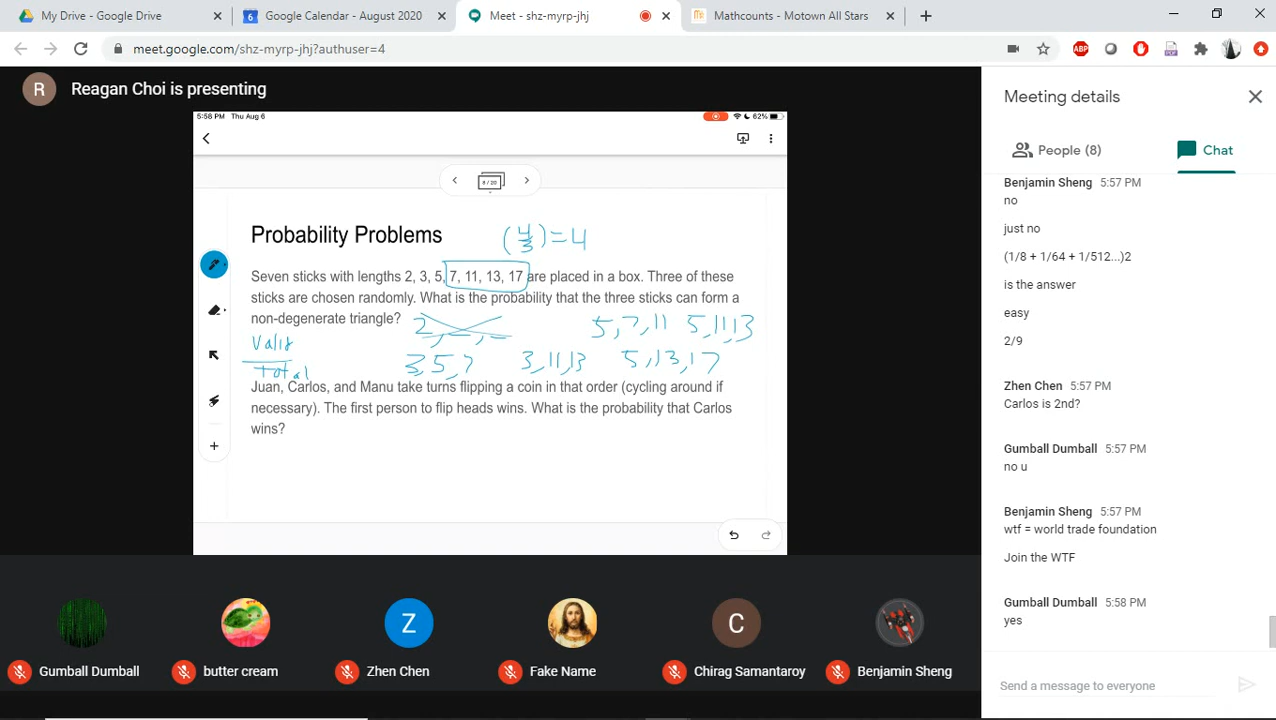 My Drive - Google Drive
Google Calendar - August 2020
Meet - shz-myrp-jhj
Mathcounts - Motown All Stars
meet.google.com/shz-myrp-jhj?authuser=4
ABP
R
Reagan Choi is presenting
5:58 PM Thu Aug 6
62%
8 / 20
Probability Problems
(4/3) = 4
Seven sticks with lengths 2, 3, 5, 7, 11, 13, 17 are placed in a box. Three of these
sticks are chosen randomly. What is the probability that the three sticks can form a
non-degenerate triangle?
2, _, _
5, 7, 11
5, 11, 13
Valid
Total
3, 5, 7
3, 11, 13
5, 13, 17
Juan, Carlos, and Manu take turns flipping a coin in that order (cycling around if
necessary). The first person to flip heads wins. What is the probability that Carlos
wins?
Gumball Dumball
butter cream
Z
Zhen Chen
Fake Name
C
Chirag Samantaroy
Benjamin Sheng
Meeting details
People (8)
Chat
Benjamin Sheng 5:57 PM
no
just no
(1/8 + 1/64 + 1/512...)2
is the answer
easy
2/9
Zhen Chen 5:57 PM
Carlos is 2nd?
Gumball Dumball 5:57 PM
no u
Benjamin Sheng 5:57 PM
wtf = world trade foundation
Join the WTF
Gumball Dumball 5:58 PM
yes
Send a message to everyone